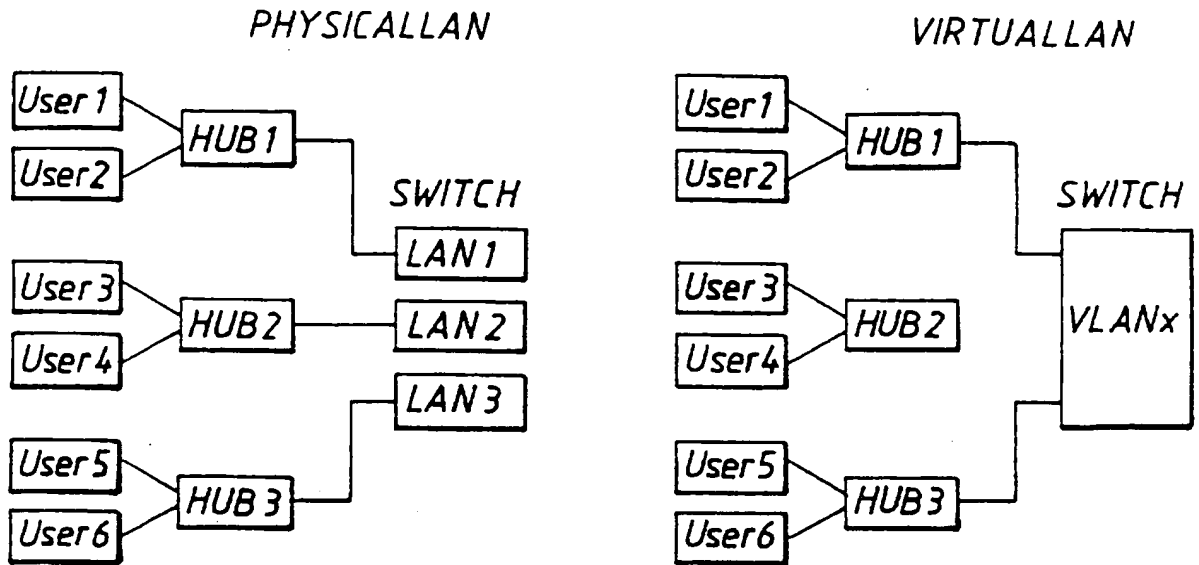 PHYSICALLAN
User1
User2
HUB1
SWITCH
LAN1
User3
User4
HUB2
LAN2
LAN3
User5
User6
HUB3
VIRTUALLAN
User1
User2
HUB1
SWITCH
User3
User4
HUB2
VLANx
User5
User6
HUB3